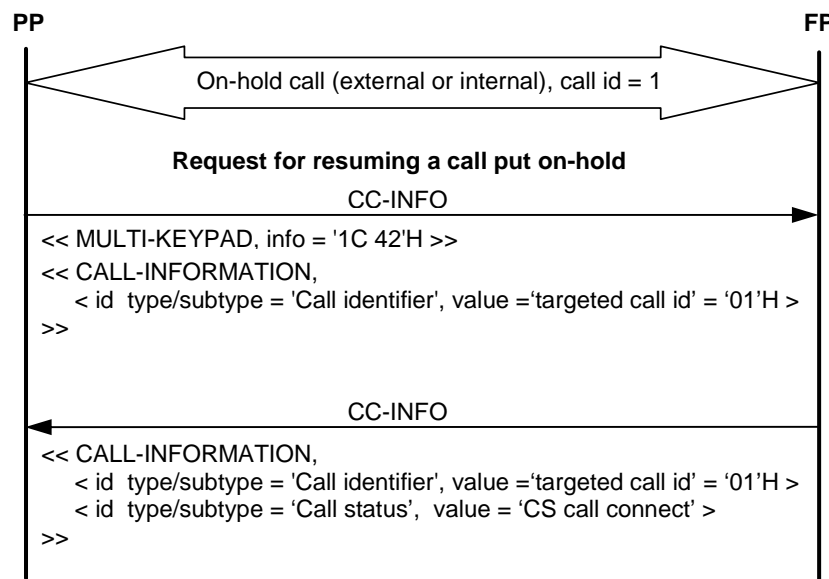 PP FP
On-hold call (external or internal), call id = 1
Request for resuming a call put on-hold
CC-INFO
<< MULTI-KEYPAD, info = '1C 42'H >>
<< CALL-INFORMATION,
< id type/subtype = 'Call identifier', value =‘targeted call id’ = ‘01’H >
>>
CC-INFO
<< CALL-INFORMATION,
< id type/subtype = 'Call identifier', value =‘targeted call id’ = ‘01’H >
< id type/subtype = ‘Call status’, value = ‘CS call connect’ >
>>